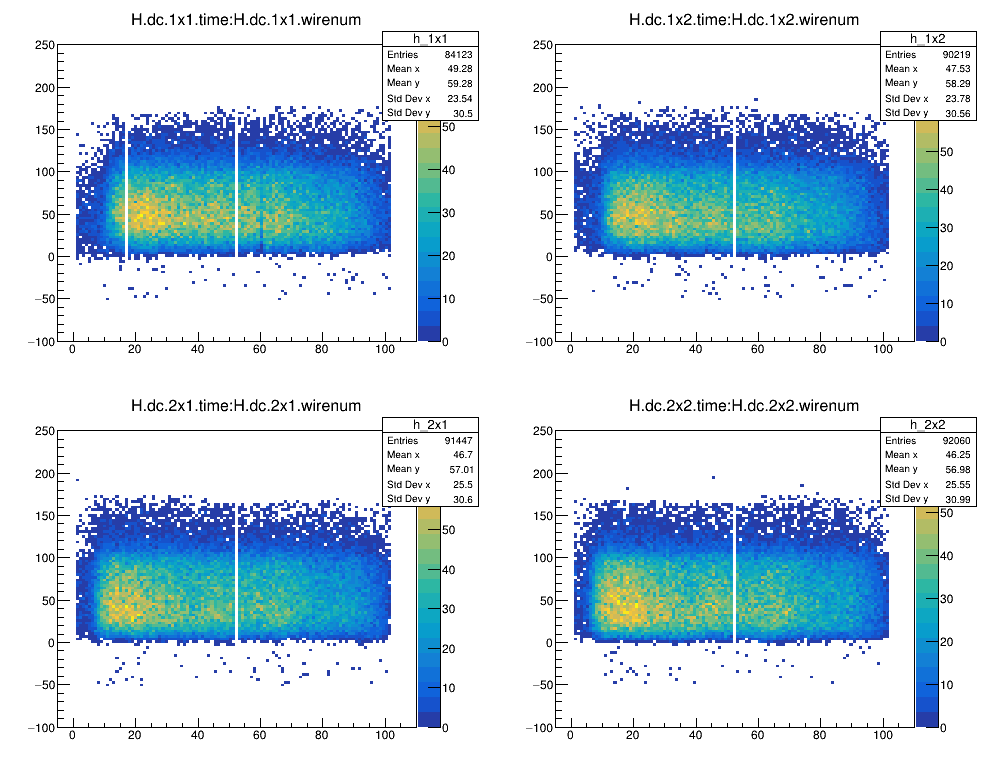 H.dc.1x1.time:H.dc.1x1.wirenum
h_1x1
Entries 84123
Mean x 49.28
Mean y 59.28
Std Dev x 23.54
Std Dev y 30.5
250
200
150
100
50
0
−50
−100
0 20 40 60 80 100
50
40
30
20
10
0
H.dc.1x2.time:H.dc.1x2.wirenum
h_1x2
Entries 90219
Mean x 47.53
Mean y 58.29
Std Dev x 23.78
Std Dev y 30.56
250
200
150
100
50
0
−50
−100
0 20 40 60 80 100
50
40
30
20
10
0
H.dc.2x1.time:H.dc.2x1.wirenum
h_2x1
Entries 91447
Mean x 46.7
Mean y 57.01
Std Dev x 25.5
Std Dev y 30.6
250
200
150
100
50
0
−50
−100
0 20 40 60 80 100
50
40
30
20
10
0
H.dc.2x2.time:H.dc.2x2.wirenum
h_2x2
Entries 92060
Mean x 46.25
Mean y 56.98
Std Dev x 25.55
Std Dev y 30.99
250
200
150
100
50
0
−50
−100
0 20 40 60 80 100
50
40
30
20
10
0